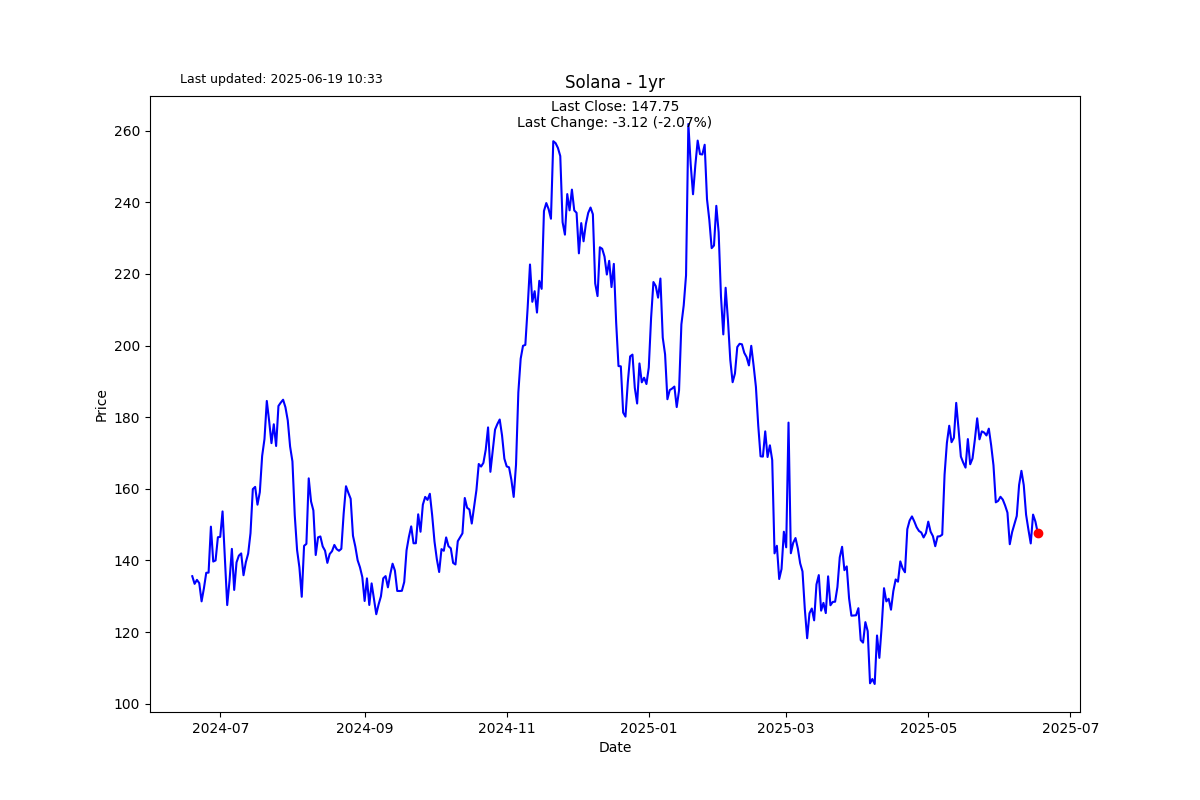 Last updated: 2025-06-19 10:33
Solana - 1yr
Last Close: 147.75
Last Change: -3.12 (-2.07%)
260
240
220
200
180
160
140
120
100
Price
2024-07
2024-09
2024-11
2025-01
2025-03
2025-05
2025-07
Date